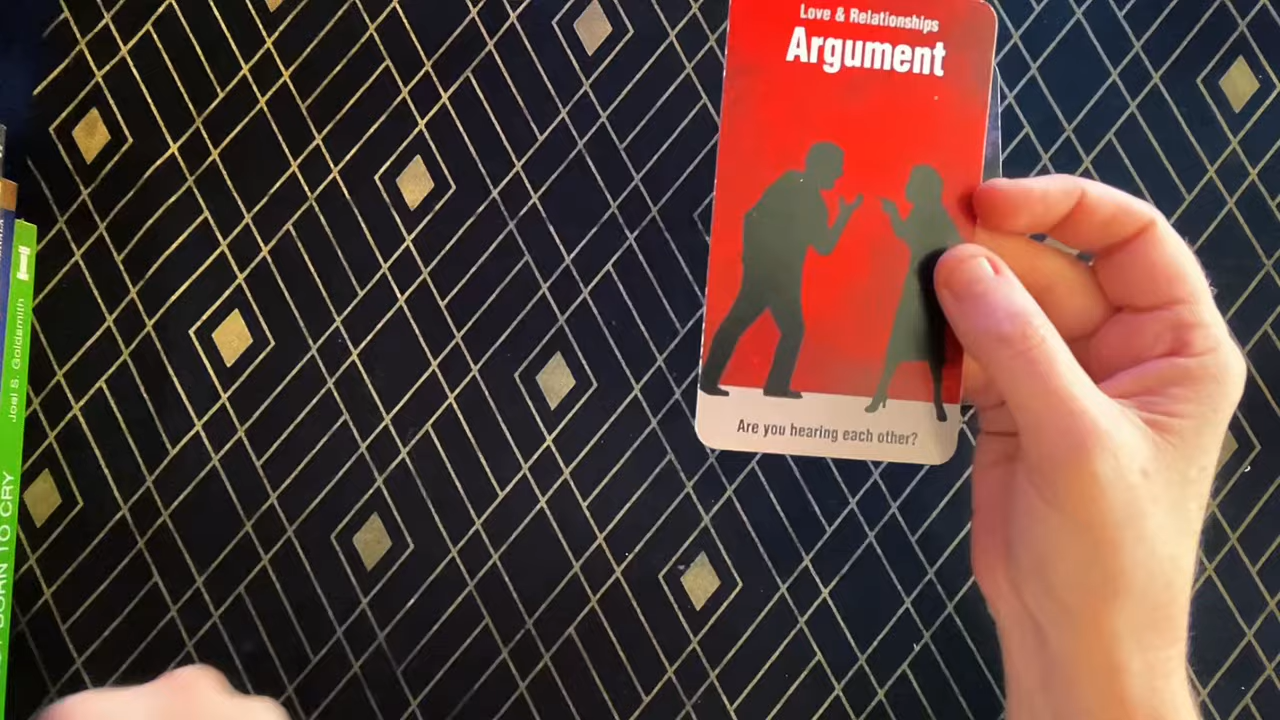 Love & Relationships
Argument
Are you hearing each other?
Joel S. Goldsmith
BORN TO CRY